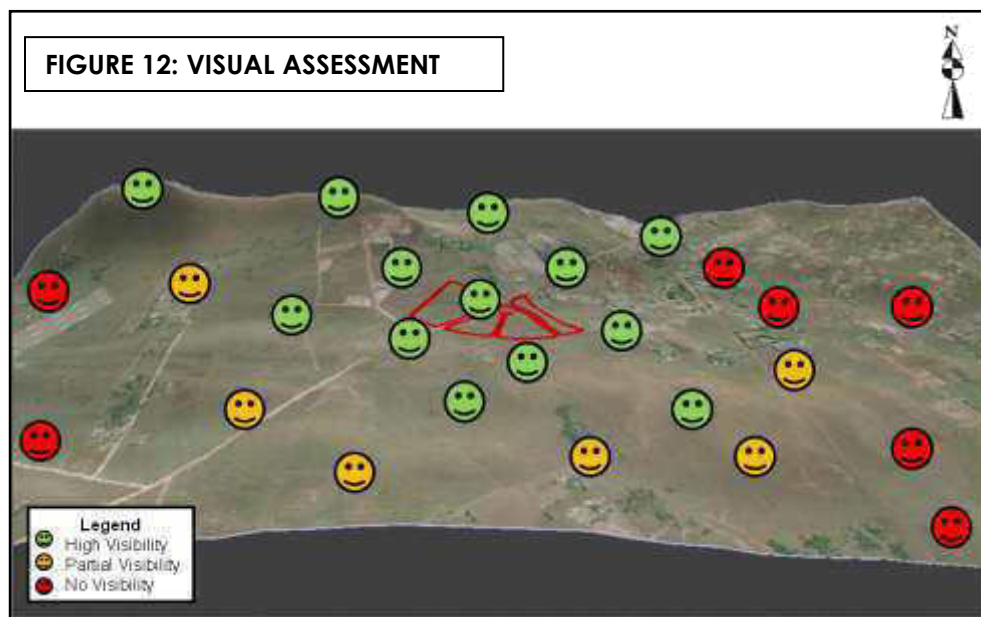 FIGURE 12: VISUAL ASSESSMENT
N
Legend
High Visibility
Partial Visibility
No Visibility